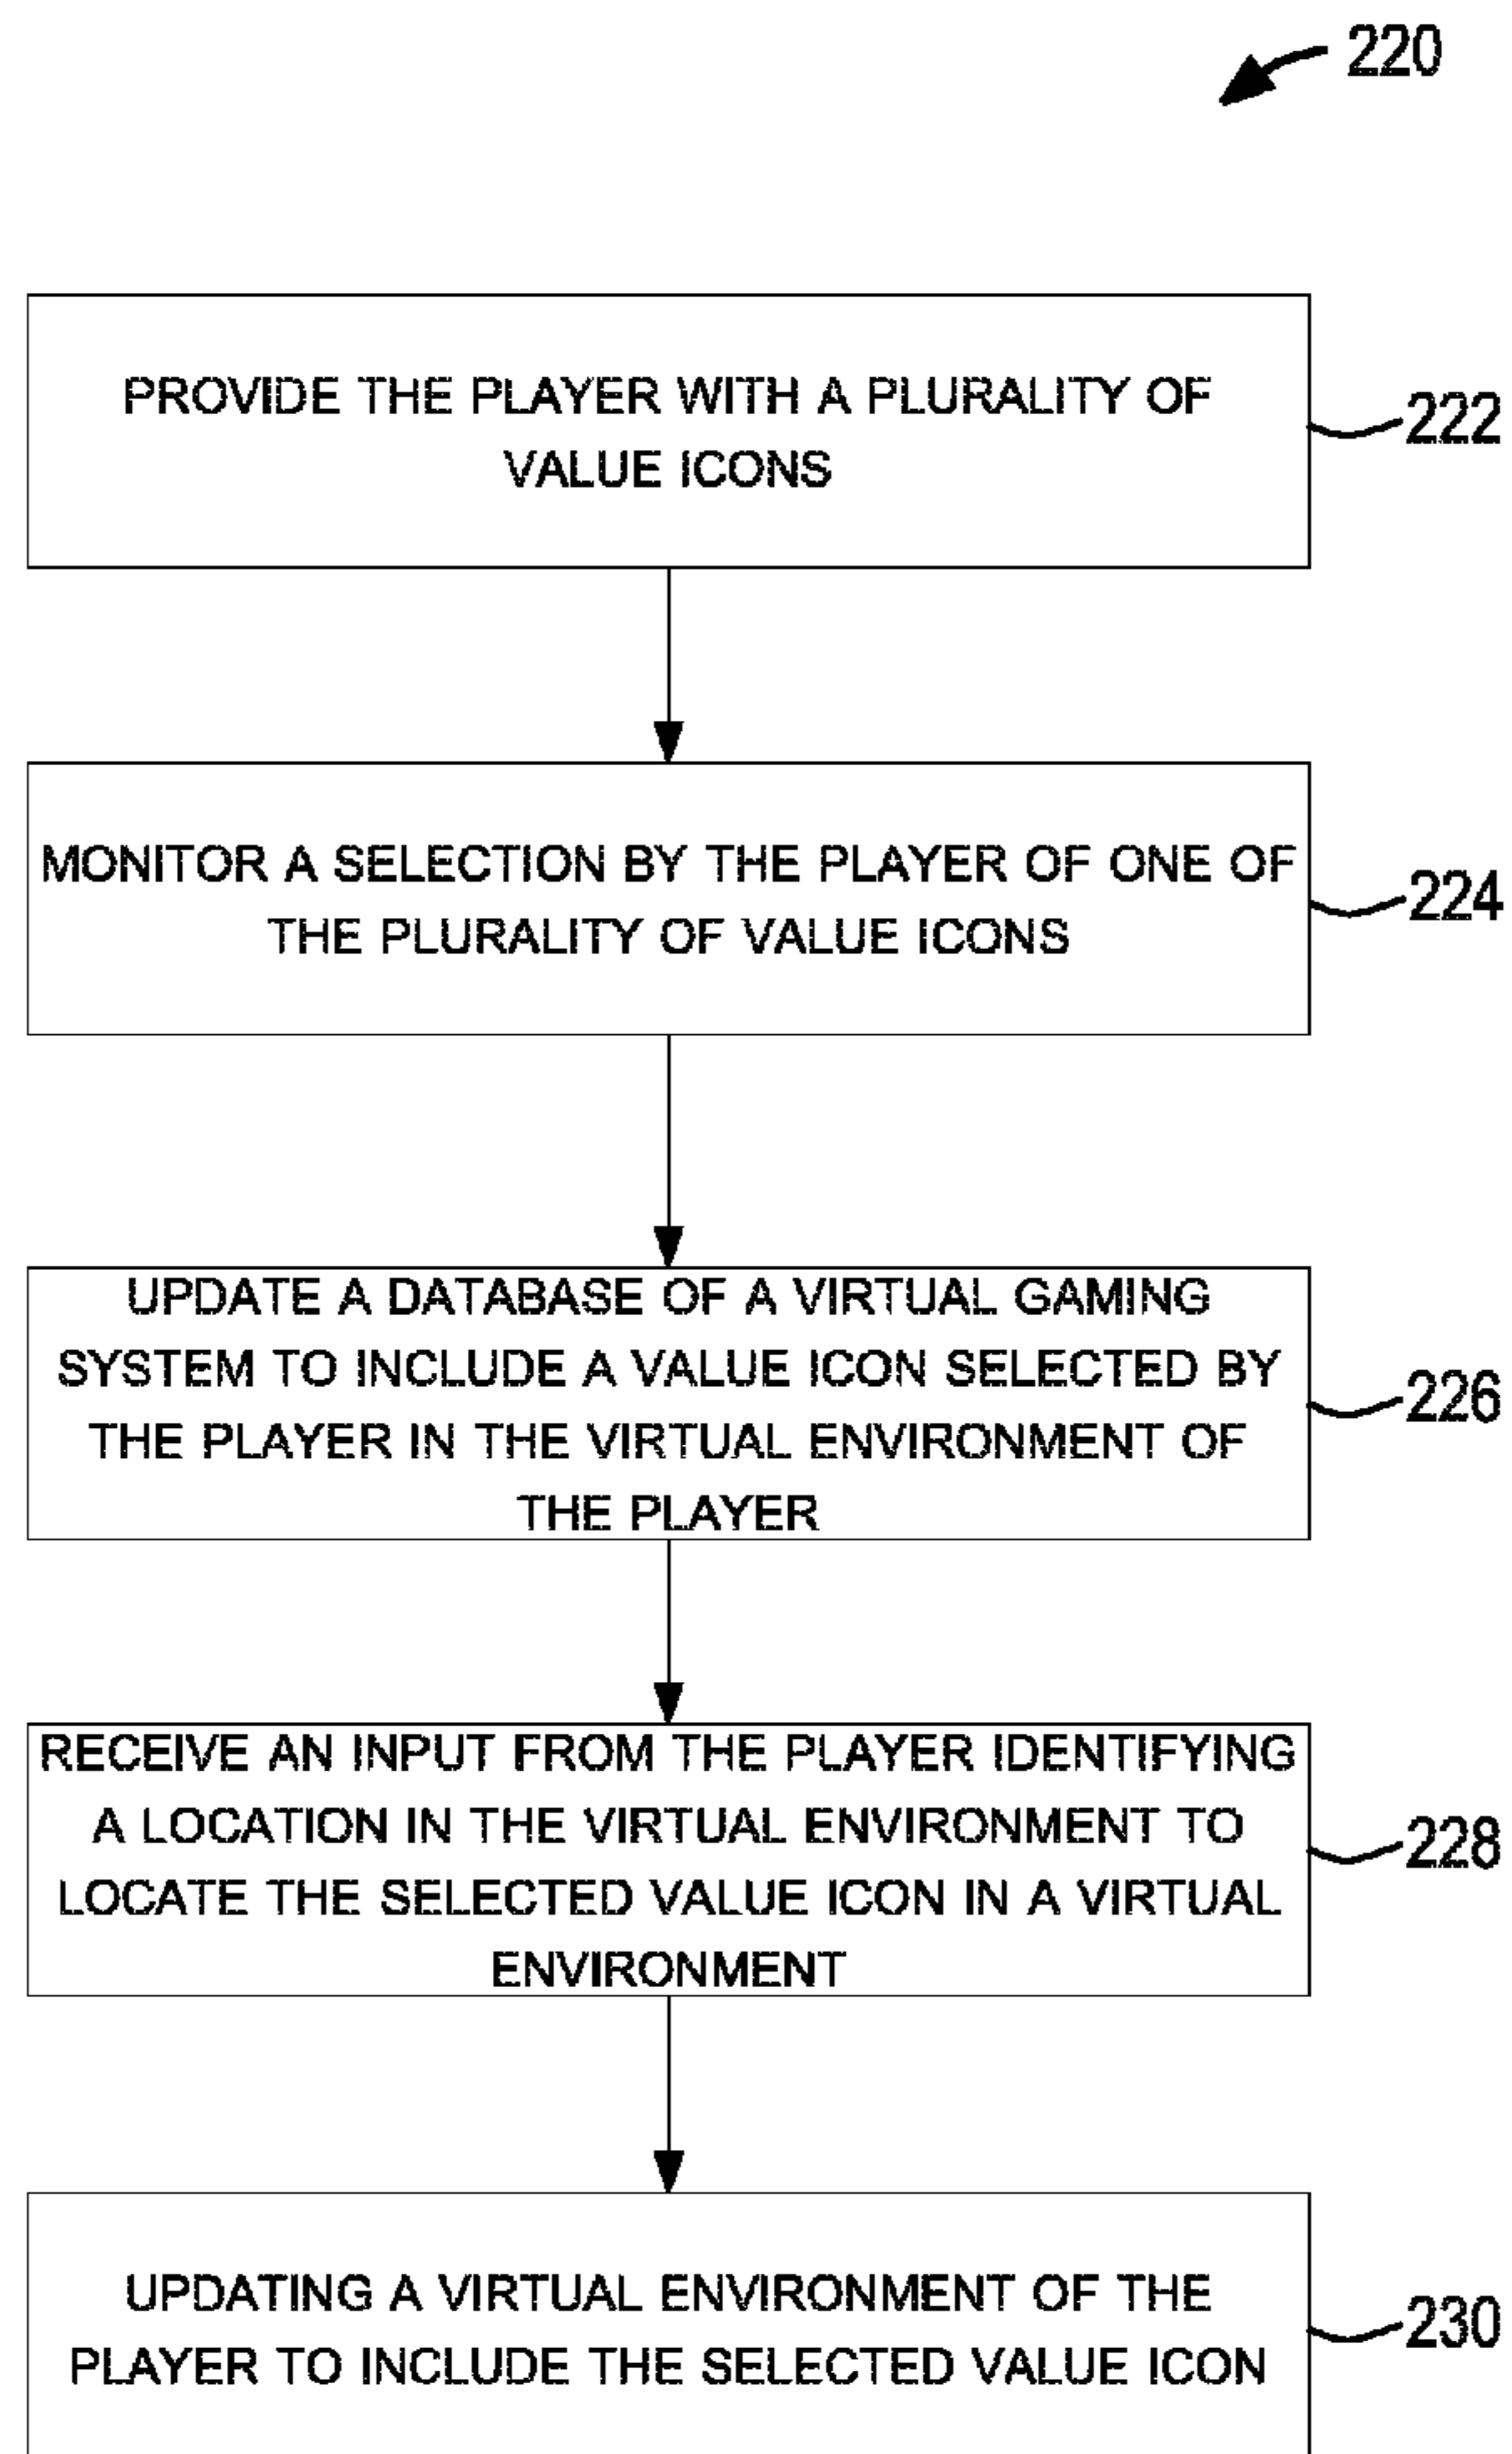 220
PROVIDE THE PLAYER WITH A PLURALITY OF
VALUE ICONS
222
MONITOR A SELECTION BY THE PLAYER OF ONE OF
THE PLURALITY OF VALUE ICONS
224
UPDATE A DATABASE OF A VIRTUAL GAMING
SYSTEM TO INCLUDE A VALUE ICON SELECTED BY
THE PLAYER IN THE VIRTUAL ENVIRONMENT OF
THE PLAYER
226
RECEIVE AN INPUT FROM THE PLAYER IDENTIFYING
A LOCATION IN THE VIRTUAL ENVIRONMENT TO
LOCATE THE SELECTED VALUE ICON IN A VIRTUAL
ENVIRONMENT
228
UPDATING A VIRTUAL ENVIRONMENT OF THE
PLAYER TO INCLUDE THE SELECTED VALUE ICON
230